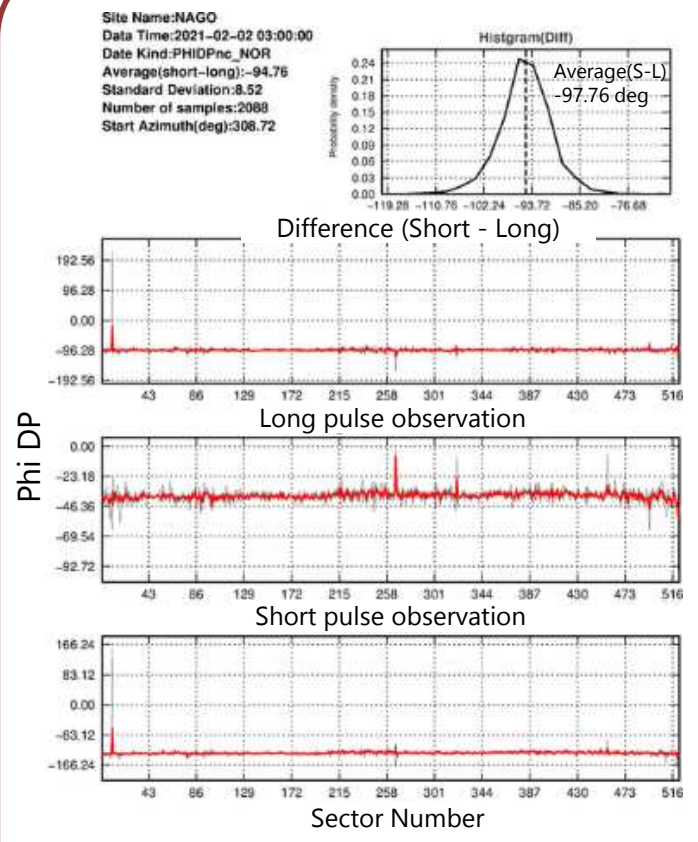 Site Name:NAGO
Data Time:2021-02-02 03:00:00
Date Kind:PHIDPnc_NOR
Average(short-long):-94.76
Standard Deviation:8.52
Number of samples:2088
Start Azimuth(deg):308.72
Histgram(Diff)
Average(S-L)
-97.76 deg
Probability density
0.24
0.21
0.18
0.15
0.12
0.09
0.06
0.03
0.00
-119.28 -110.76 -102.24 -93.72 -85.20 -76.68
Difference (Short - Long)
192.56
96.28
0.00
-96.28
-192.56
43 86 129 172 215 258 301 344 387 430 473 516
Long pulse observation
Phi DP
0.00
-23.18
-46.36
-69.54
-92.72
43 86 129 172 215 258 301 344 387 430 473 516
Short pulse observation
166.24
83.12
0.00
-83.12
-166.24
43 86 129 172 215 258 301 344 387 430 473 516
Sector Number